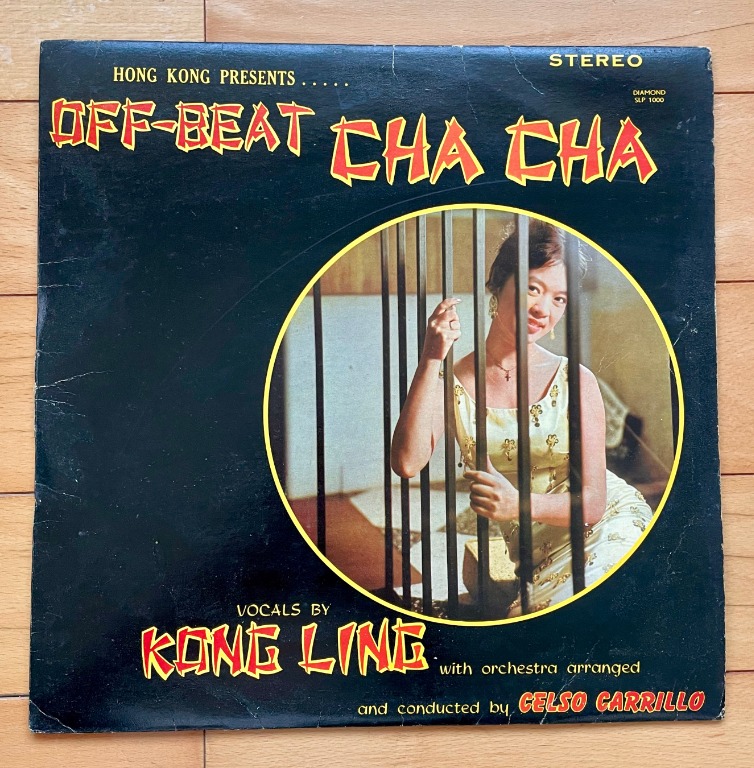 STEREO
HONG KONG PRESENTS . . . . .
DIAMOND
SLP 1000
OFF-BEAT CHA CHA
VOCALS BY
KONG LING with orchestra arranged
and conducted by CELSO CARRILLO